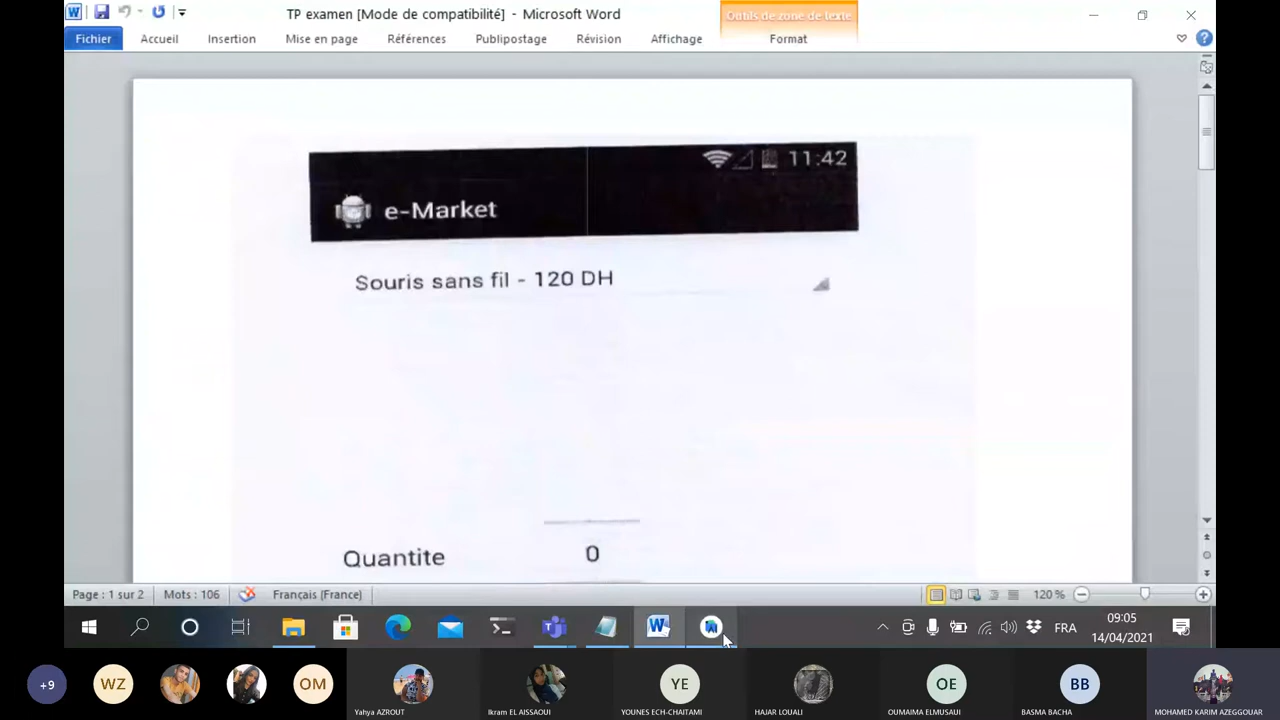 TP examen [Mode de compatibilité] - Microsoft Word
Outils de zone de texte
Fichier Accueil Insertion Mise en page Références Publipostage Révision Affichage Format
11:42
e-Market
Souris sans fil - 120 DH
Quantite 0
Page : 1 sur 2 Mots : 106 Français (France) 120 %
FRA 09:05
14/04/2021
+9 WZ OM YE OE BB
Yahya AZROUT Ikram EL AISSAOUI YOUNES ECH-CHAITAMI HAJAR LOUALI OUMAIMA ELMUSAUI BASMA BACHA MOHAMED KARIM AZEGGOUAR